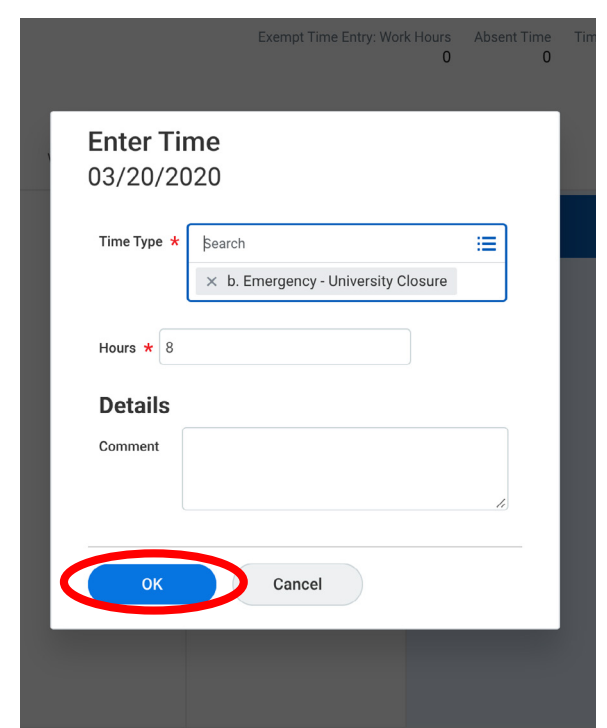 Exempt Time Entry: Work Hours Absent Time Tim
0 0
Enter Time
03/20/2020
Time Type * Search
× b. Emergency - University Closure
Hours * 8
Details
Comment
OK Cancel